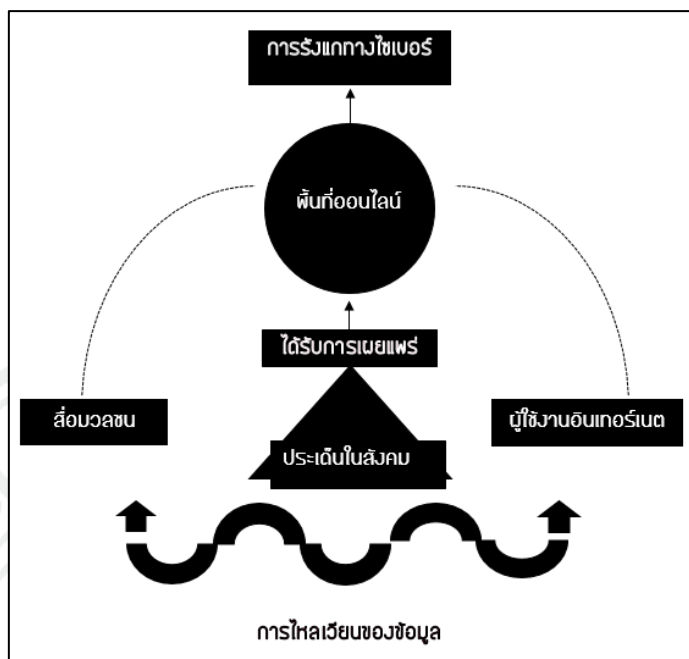 การรังแกทางไซเบอร์
พื้นที่ออนไลน์
ได้รับการเผยแพร่
สื่อมวลชน
ผู้ใช้งานอินเทอร์เนต
ประเด็นในสังคม
การไหลเวียนของข้อมูล